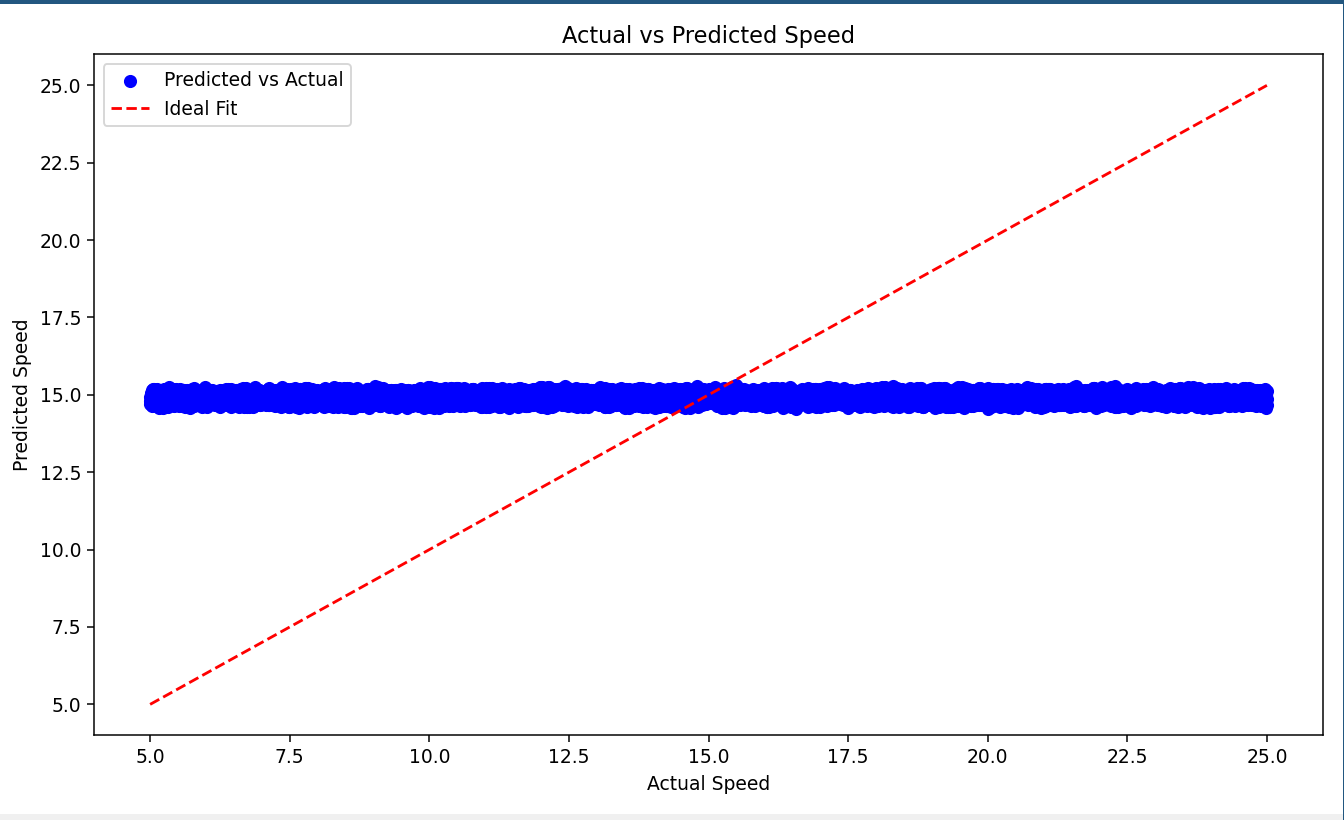 Actual vs Predicted Speed
Predicted vs Actual
Ideal Fit
25.0
22.5
20.0
17.5
15.0
12.5
10.0
7.5
5.0
Predicted Speed
5.0 7.5 10.0 12.5 15.0 17.5 20.0 22.5 25.0
Actual Speed